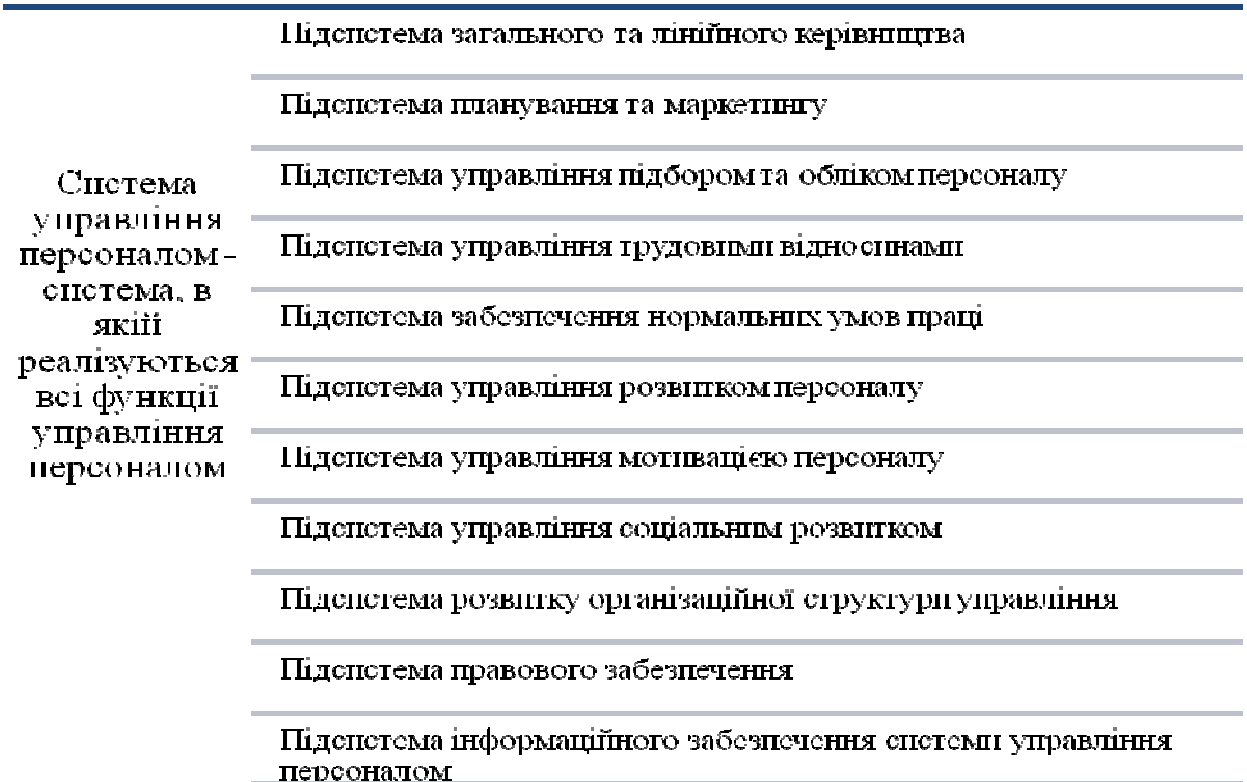 Система
управління
персоналом –
система, в
якій
реалізуються
всі функції
управління
персоналом
Підсистема загального та лінійного керівництва
Підсистема планування та маркетингу
Підсистема управління підбором та обліком персоналу
Підсистема управління трудовими відносинами
Підсистема забезпечення нормальних умов праці
Підсистема управління розвитком персоналу
Підсистема управління мотивацією персоналу
Підсистема управління соціальним розвитком
Підсистема розвитку організаційної структури управління
Підсистема правового забезпечення
Підсистема інформаційного забезпечення системи управління
персоналом